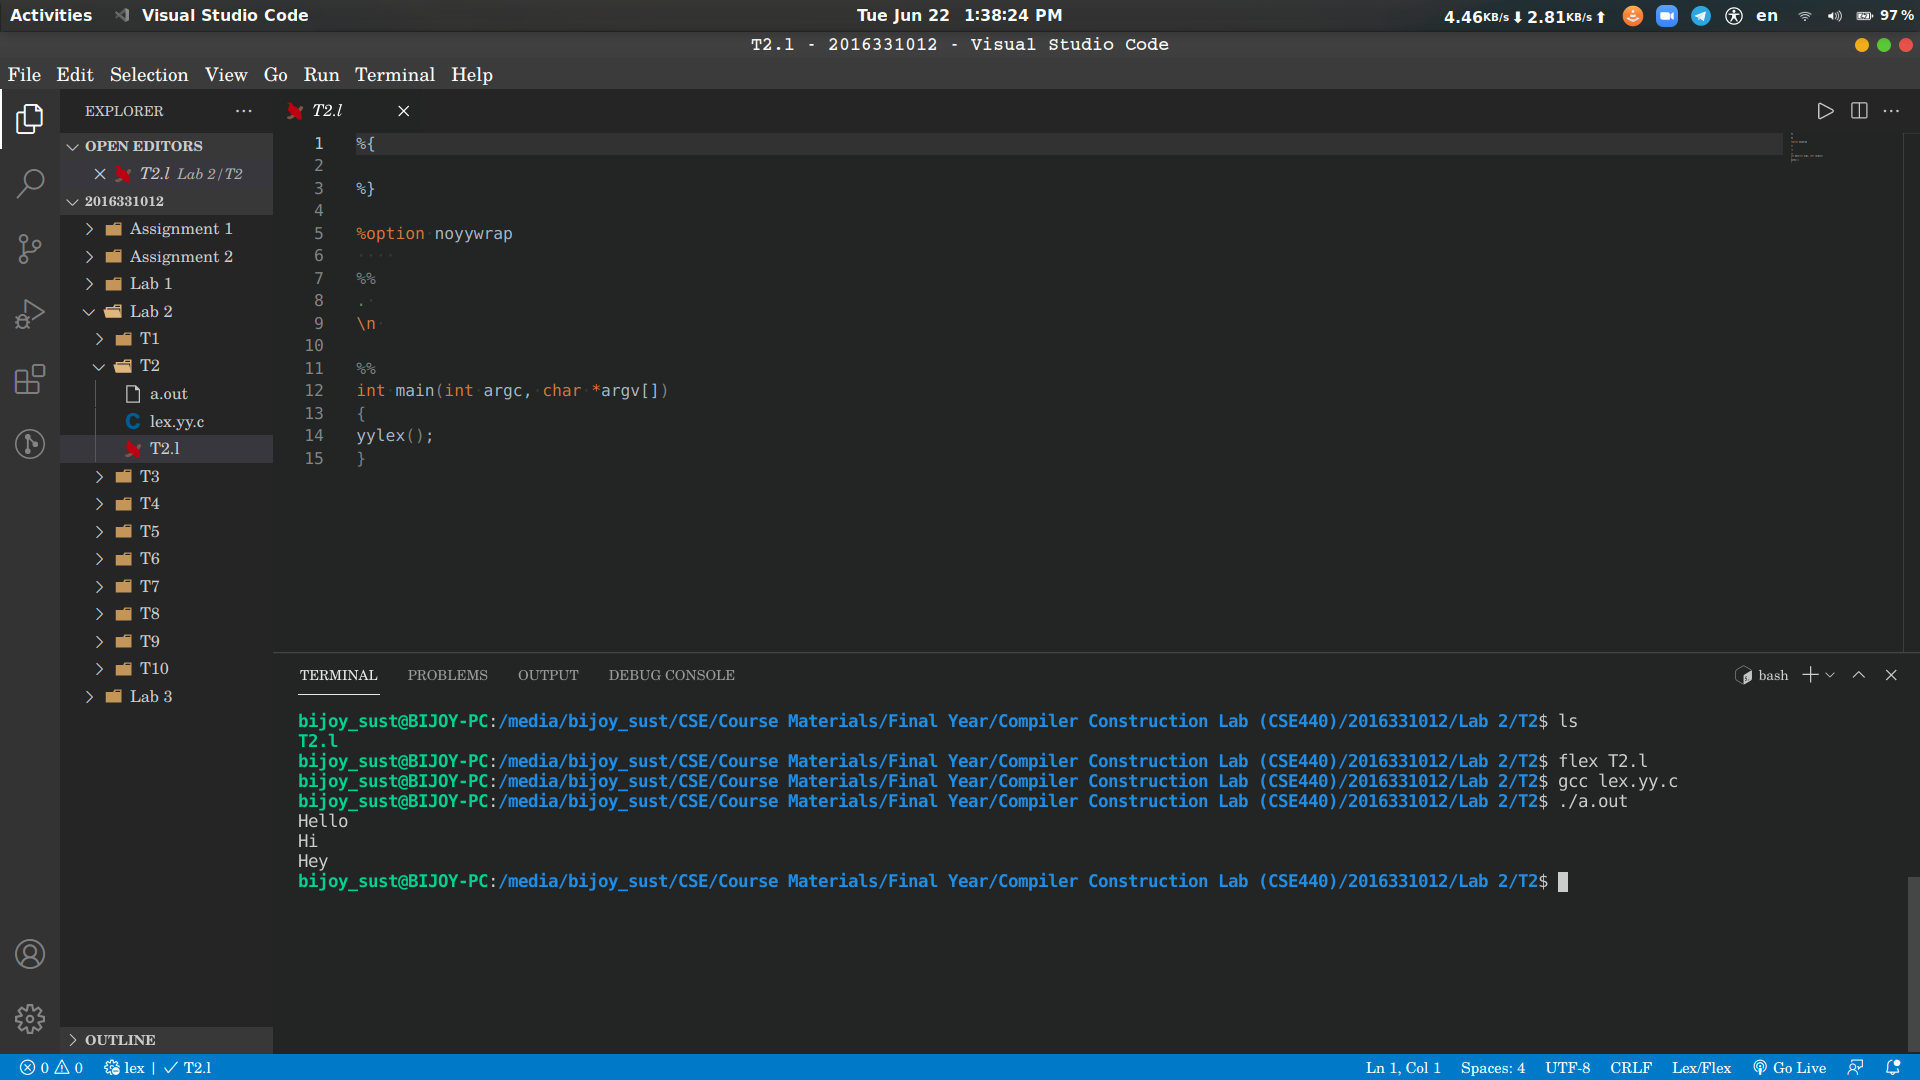 Activities Visual Studio Code Tue Jun 22 1:38:24 PM 4.46KB/s⬇2.81KB/s⬆ en 97 %
T2.l - 2016331012 - Visual Studio Code
File Edit Selection View Go Run Terminal Help
EXPLORER ··· T2.l
OPEN EDITORS
T2.l Lab 2/T2
2016331012
Assignment 1
Assignment 2
Lab 1
Lab 2
T1
T2
a.out
lex.yy.c
T2.l
T3
T4
T5
T6
T7
T8
T9
T10
Lab 3
OUTLINE
1 %{
2
3 %}
4
5 %option noyywrap
6
7 %%
8 .
9 \n
10
11 %%
12 int main(int argc, char *argv[])
13 {
14 yylex();
15 }
TERMINAL PROBLEMS OUTPUT DEBUG CONSOLE bash
bijoy_sust@BIJOY-PC:/media/bijoy_sust/CSE/Course Materials/Final Year/Compiler Construction Lab (CSE440)/2016331012/Lab 2/T2$ ls
T2.l
bijoy_sust@BIJOY-PC:/media/bijoy_sust/CSE/Course Materials/Final Year/Compiler Construction Lab (CSE440)/2016331012/Lab 2/T2$ flex T2.l
bijoy_sust@BIJOY-PC:/media/bijoy_sust/CSE/Course Materials/Final Year/Compiler Construction Lab (CSE440)/2016331012/Lab 2/T2$ gcc lex.yy.c
bijoy_sust@BIJOY-PC:/media/bijoy_sust/CSE/Course Materials/Final Year/Compiler Construction Lab (CSE440)/2016331012/Lab 2/T2$ ./a.out
Hello
Hi
Hey
bijoy_sust@BIJOY-PC:/media/bijoy_sust/CSE/Course Materials/Final Year/Compiler Construction Lab (CSE440)/2016331012/Lab 2/T2$
0 0 lex | ✓ T2.l Ln 1, Col 1 Spaces: 4 UTF-8 CRLF Lex/Flex Go Live